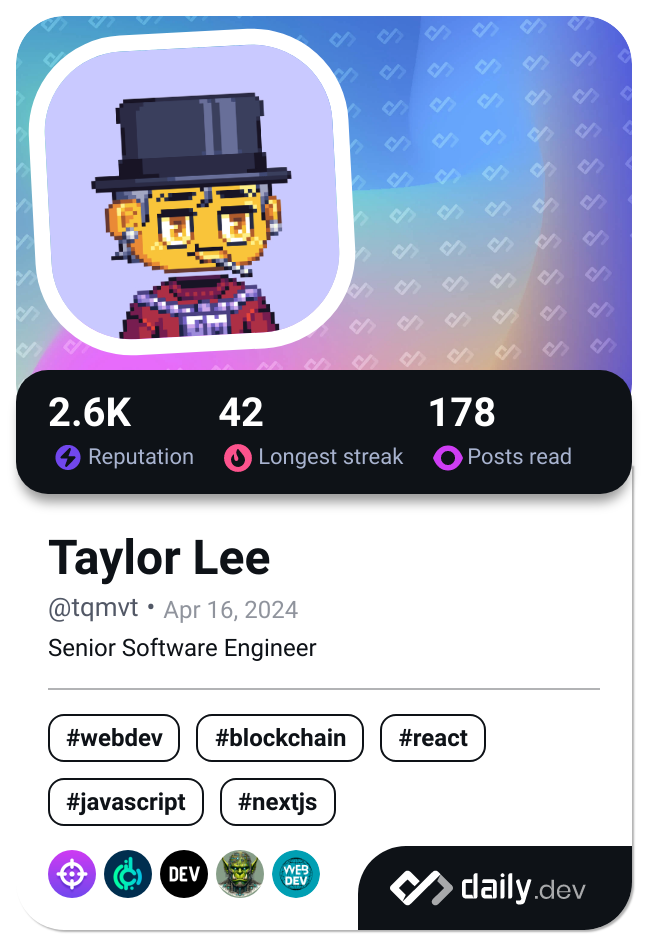 GM
2.6K 42 178
Reputation Longest streak Posts read
Taylor Lee
@tqmvt • Apr 16, 2024
Senior Software Engineer
#webdev #blockchain #react
#javascript #nextjs
DEV WEB DEV
daily.dev